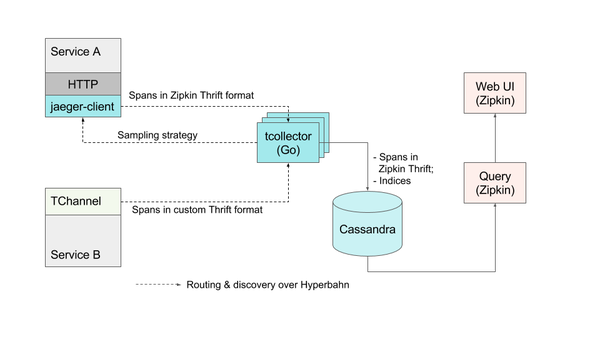 Service A
HTTP
jaeger-client
Spans in Zipkin Thrift format
Sampling strategy
tcollector
(Go)
- Spans in
Zipkin Thrift;
- Indices
Web UI
(Zipkin)
Query
(Zipkin)
TChannel
Spans in custom Thrift format
Service B
Cassandra
Routing & discovery over Hyperbahn